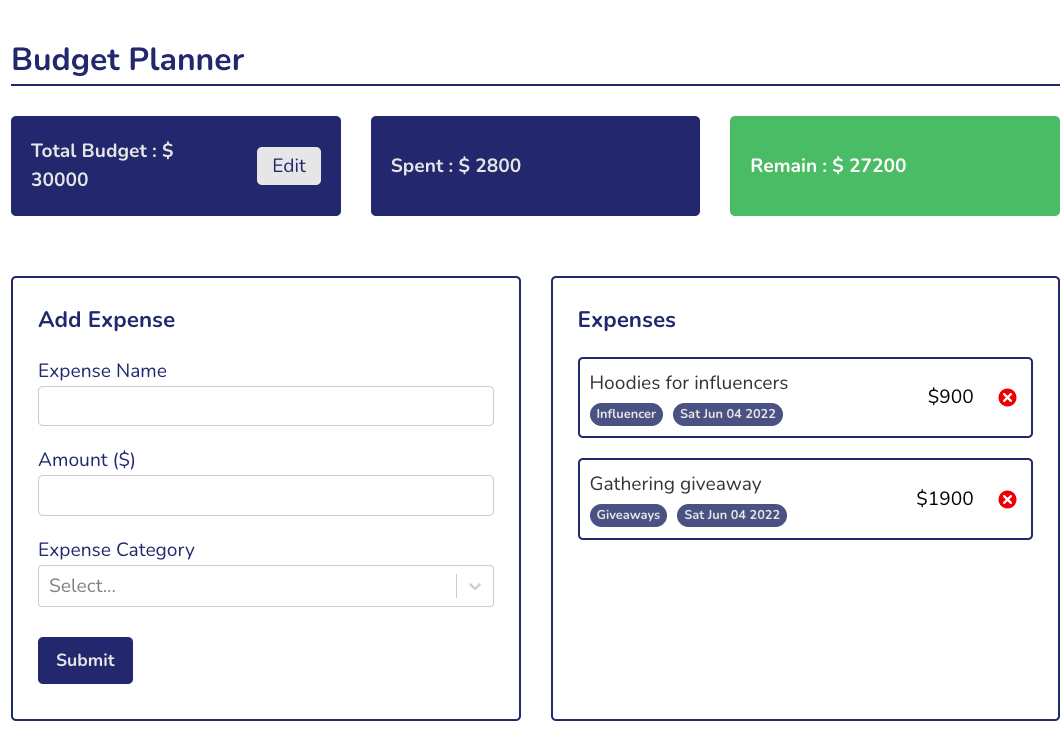 Budget Planner
Total Budget : $
30000
Edit
Spent : $ 2800
Remain : $ 27200
Add Expense
Expense Name
Amount ($)
Expense Category
Select...
Submit
Expenses
Hoodies for influencers
Influencer Sat Jun 04 2022
$900
Gathering giveaway
Giveaways Sat Jun 04 2022
$1900